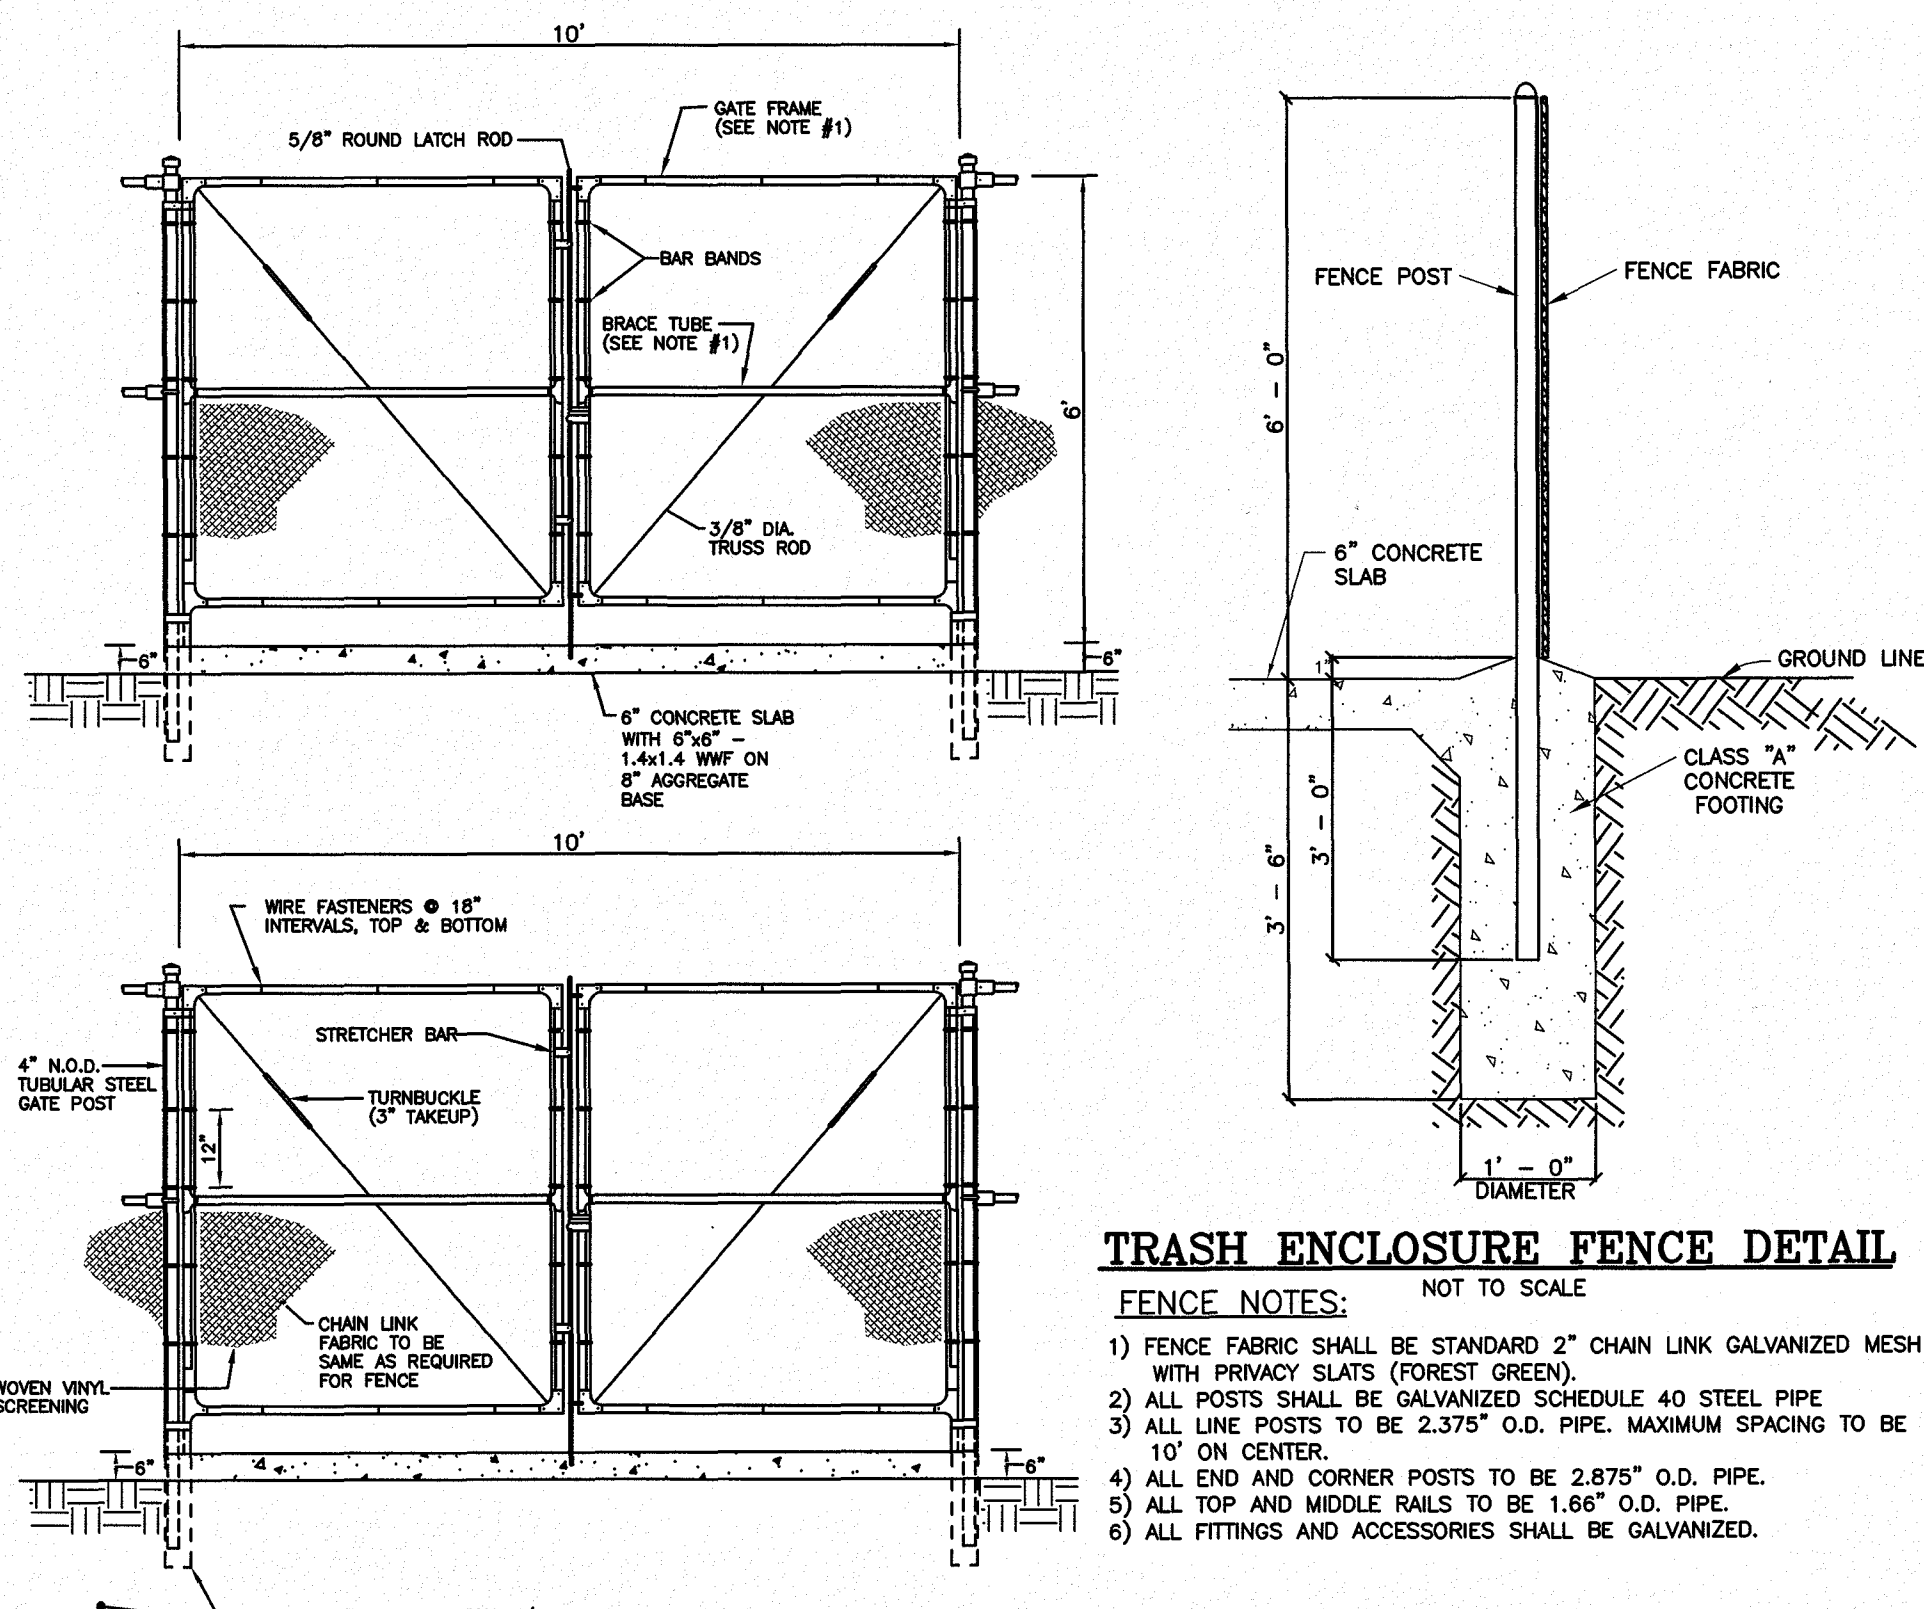 10'
GATE FRAME
(SEE NOTE #1)
5/8" ROUND LATCH ROD
BAR BANDS
BRACE TUBE
(SEE NOTE #1)
6'
3/8" DIA.
TRUSS ROD
6"
6"
6" CONCRETE SLAB
WITH 6"x6" -
1.4x1.4 WWF ON
8" AGGREGATE
BASE
10'
WIRE FASTENERS @ 18"
INTERVALS, TOP & BOTTOM
STRETCHER BAR
4" N.O.D.
TUBULAR STEEL
GATE POST
TURNBUCKLE
(3" TAKEUP)
12"
CHAIN LINK
FABRIC TO BE
SAME AS REQUIRED
FOR FENCE
WOVEN VINYL
SCREENING
6"
6"
FENCE POST
FENCE FABRIC
6' - 0"
6" CONCRETE
SLAB
1"
GROUND LINE
CLASS "A"
CONCRETE
FOOTING
3' - 0"
3' - 6"
1' - 0"
DIAMETER
TRASH ENCLOSURE FENCE DETAIL
NOT TO SCALE
FENCE NOTES:
1) FENCE FABRIC SHALL BE STANDARD 2" CHAIN LINK GALVANIZED MESH
WITH PRIVACY SLATS (FOREST GREEN).
2) ALL POSTS SHALL BE GALVANIZED SCHEDULE 40 STEEL PIPE
3) ALL LINE POSTS TO BE 2.375" O.D. PIPE. MAXIMUM SPACING TO BE
10' ON CENTER.
4) ALL END AND CORNER POSTS TO BE 2.875" O.D. PIPE.
5) ALL TOP AND MIDDLE RAILS TO BE 1.66" O.D. PIPE.
6) ALL FITTINGS AND ACCESSORIES SHALL BE GALVANIZED.